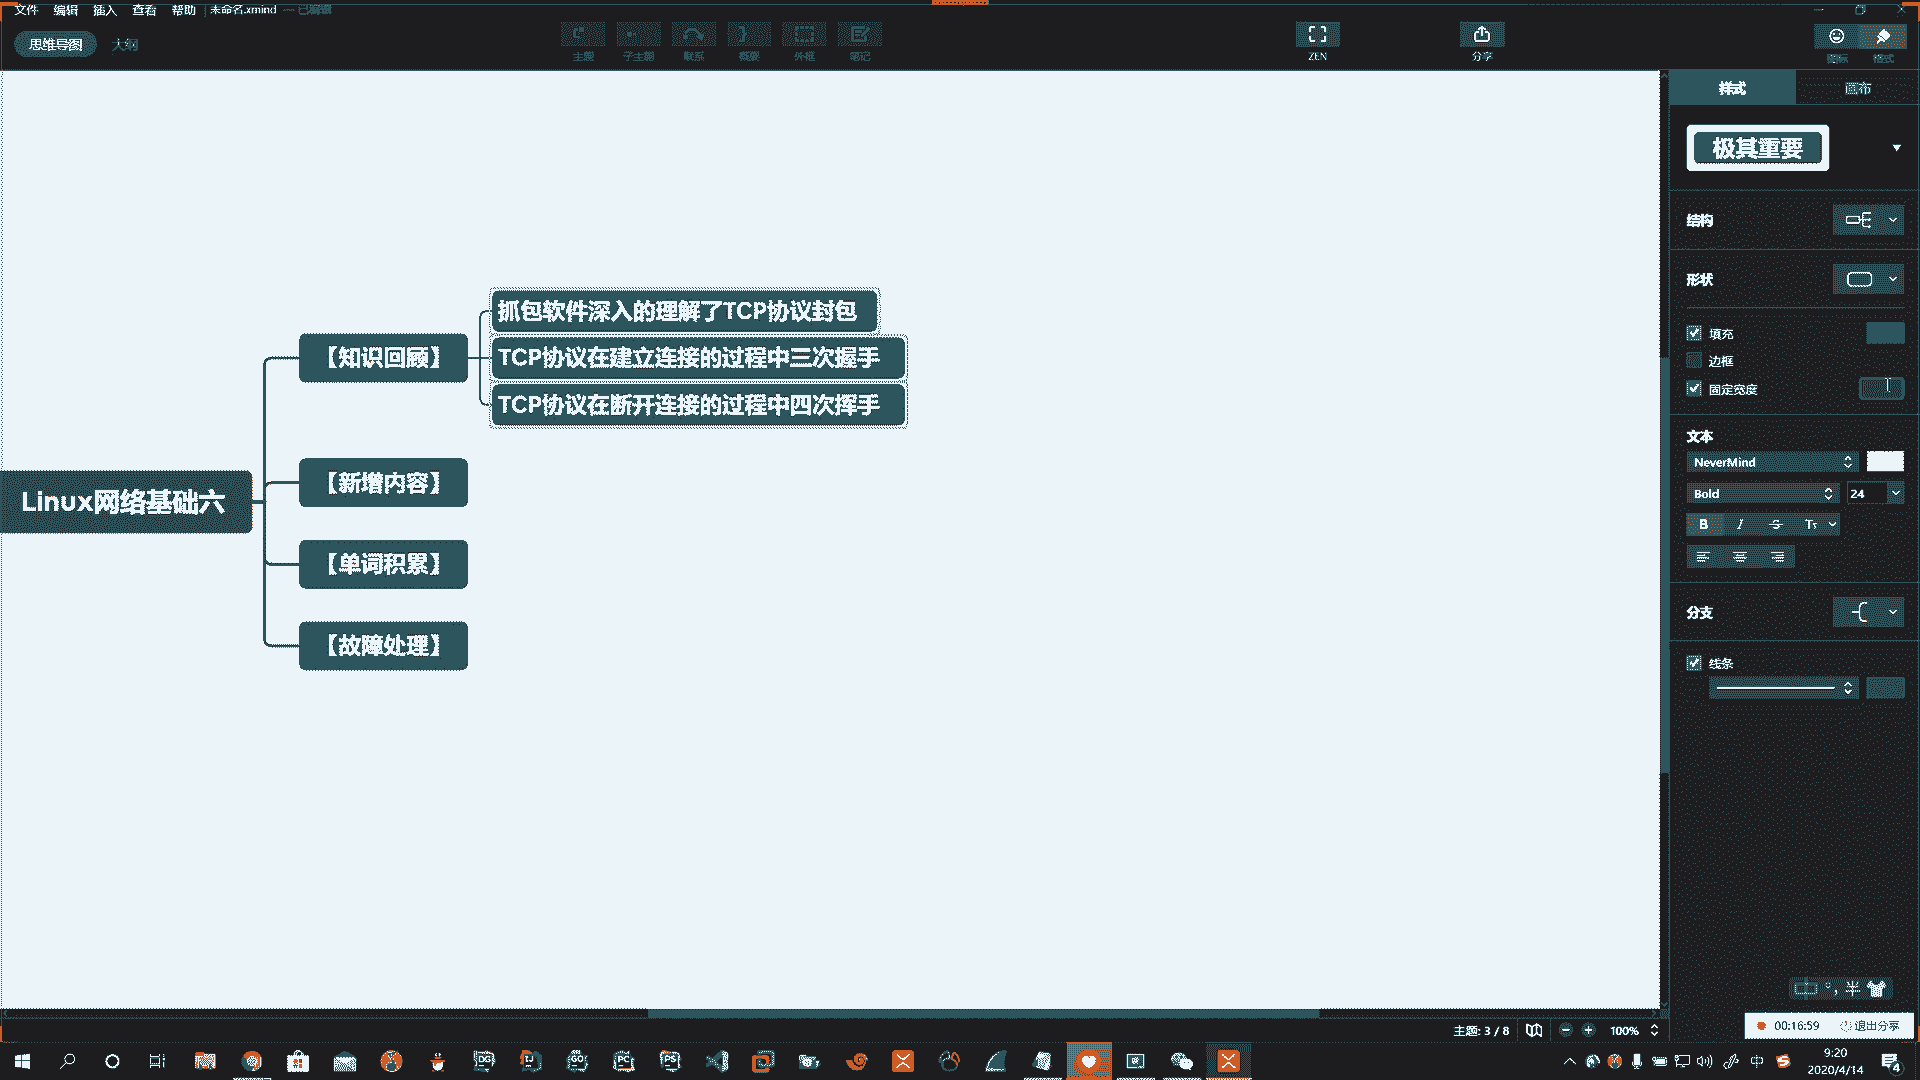 文件 编辑 插入 查看 帮助 未命名.xmind — 已编辑
思维导图 大纲
主题 子主题 联系 概要 外框 笔记 ZEN 分享 图标 格式
样式 画布
极其重要
结构
形状
填充
边框
固定宽度
文本
NeverMind
Bold 24
B I S Tт
分支
线条
抓包软件深入的理解了TCP协议封包
【知识回顾】 TCP协议在建立连接的过程中三次握手
TCP协议在断开连接的过程中四次挥手
【新增内容】
Linux网络基础六
【单词积累】
【故障处理】
半
主题: 3 / 8 100%
00:16:59 退出分享
DG IJ GO PC PS
中 9:20
2020/4/14 4